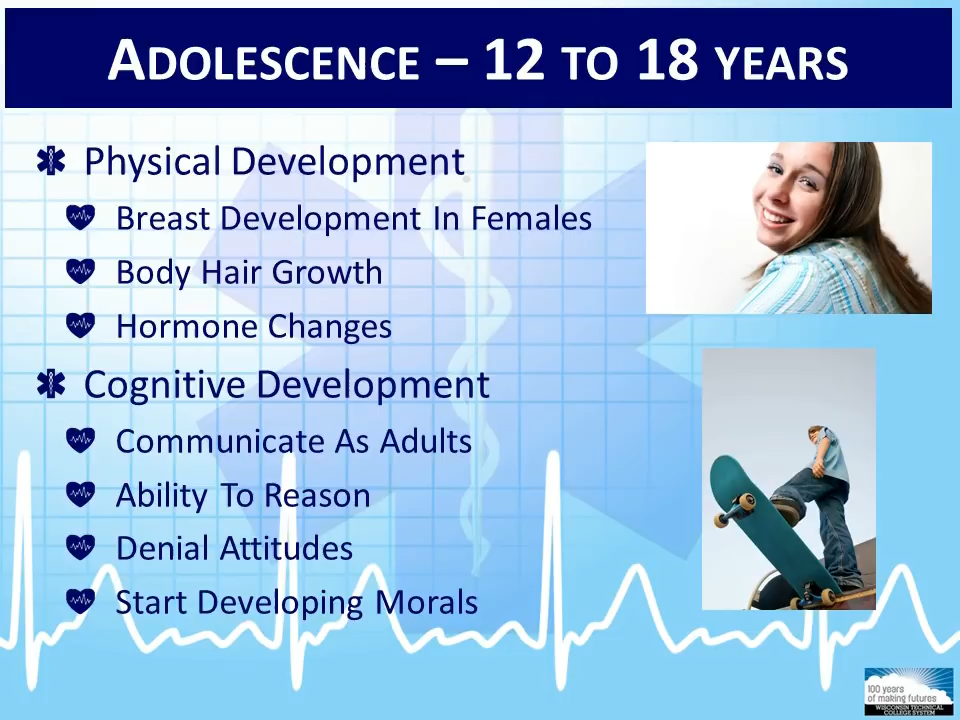 ADOLESCENCE – 12 TO 18 YEARS
Physical Development
Breast Development In Females
Body Hair Growth
Hormone Changes
Cognitive Development
Communicate As Adults
Ability To Reason
Denial Attitudes
Start Developing Morals
100 years
of making futures
WISCONSIN TECHNICAL
COLLEGE SYSTEM